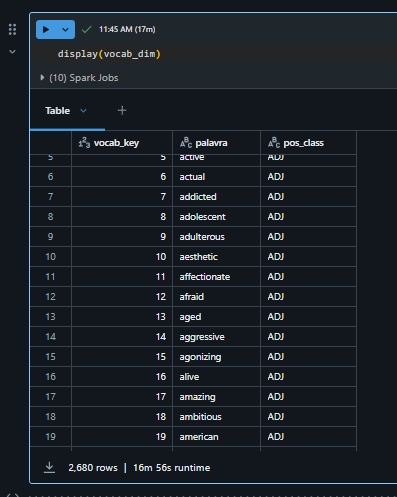 11:45 AM (17m)
display(vocab_dim)
(10) Spark Jobs
Table
vocab_key palavra pos_class
5 5 active ADJ
6 6 actual ADJ
7 7 addicted ADJ
8 8 adolescent ADJ
9 9 adulterous ADJ
10 10 aesthetic ADJ
11 11 affectionate ADJ
12 12 afraid ADJ
13 13 aged ADJ
14 14 aggressive ADJ
15 15 agonizing ADJ
16 16 alive ADJ
17 17 amazing ADJ
18 18 ambitious ADJ
19 19 american ADJ
2,680 rows | 16m 56s runtime